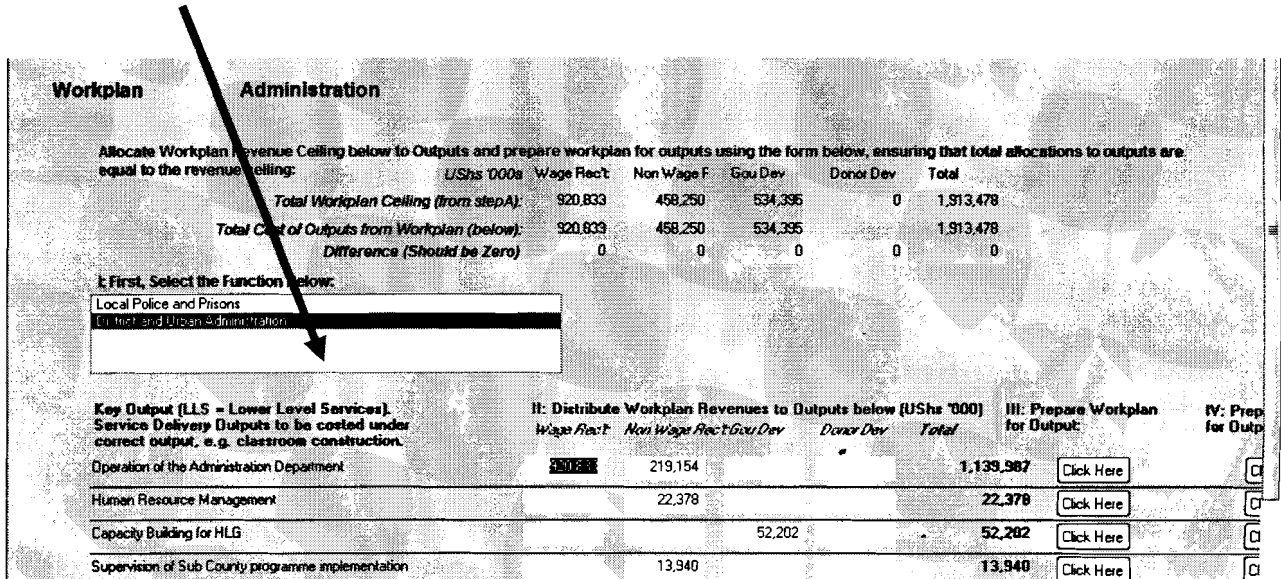 Workplan Administration
Allocate Workplan Revenue Ceiling below to Outputs and prepare workplan for outputs using the form below, ensuring that total allocations to outputs are
equal to the revenue ceiling: UShs '000s Wage Rec't Non Wage R Gou Dev Donor Dev Total
Total Workplan Ceiling (from stepA): 920,833 458,250 534,395 0 1,913,478
Total Cost of Outputs from Workplan (below): 920,833 458,250 534,395 1,913,478
Difference (Should be Zero) 0 0 0 0 0
I: First, Select the Function Below:
Local Police and Prisons
District and Urban Administration
Key Output (LLS = Lower Level Services). II: Distribute Workplan Revenues to Outputs below (UShs '000) III: Prepare Workplan IV: Prep
Service Delivery Outputs to be costed under Wage Rec't Non Wage Rec't Gou Dev Donor Dev Total for Output: for Outp
correct output, e.g. classroom construction.
Operation of the Administration Department 920,833 219,154 1,139,987 Click Here Cl
Human Resource Management 22,378 22,378 Click Here Cl
Capacity Building for HLG 52,202 52,202 Click Here Cl
Supervision of Sub County programme implementation 13,940 13,940 Click Here Cl